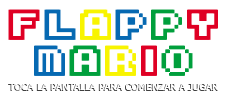 FLAPPY
MARIO
TOCA LA PANTALLA PARA COMENZAR A JUGAR